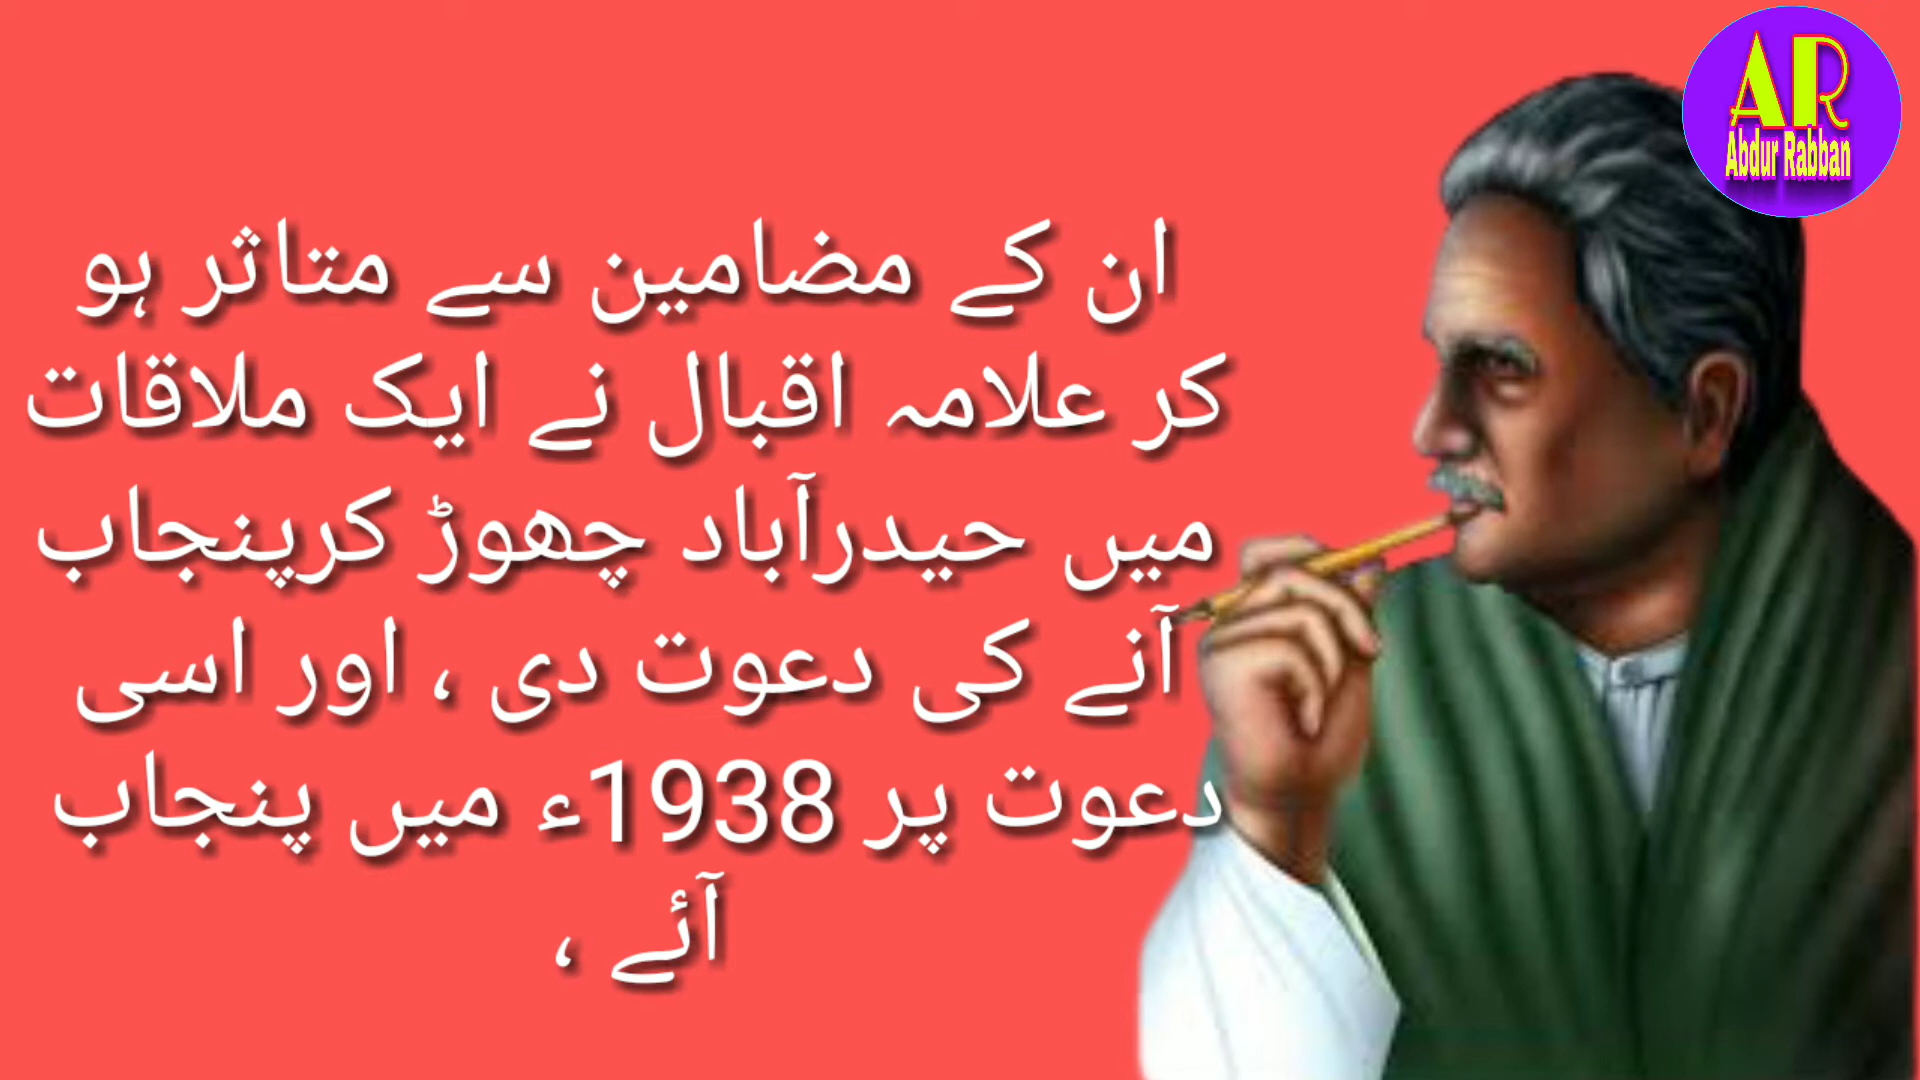 AR
Abdur Rabban
ان کے مضامین سے متاثر ہو
کر علامہ اقبال نے ایک ملاقات
میں حیدرآباد چھوڑ کرپنجاب
آنے کی دعوت دی ، اور اسی
دعوت پر 1938ء میں پنجاب
آئے ،